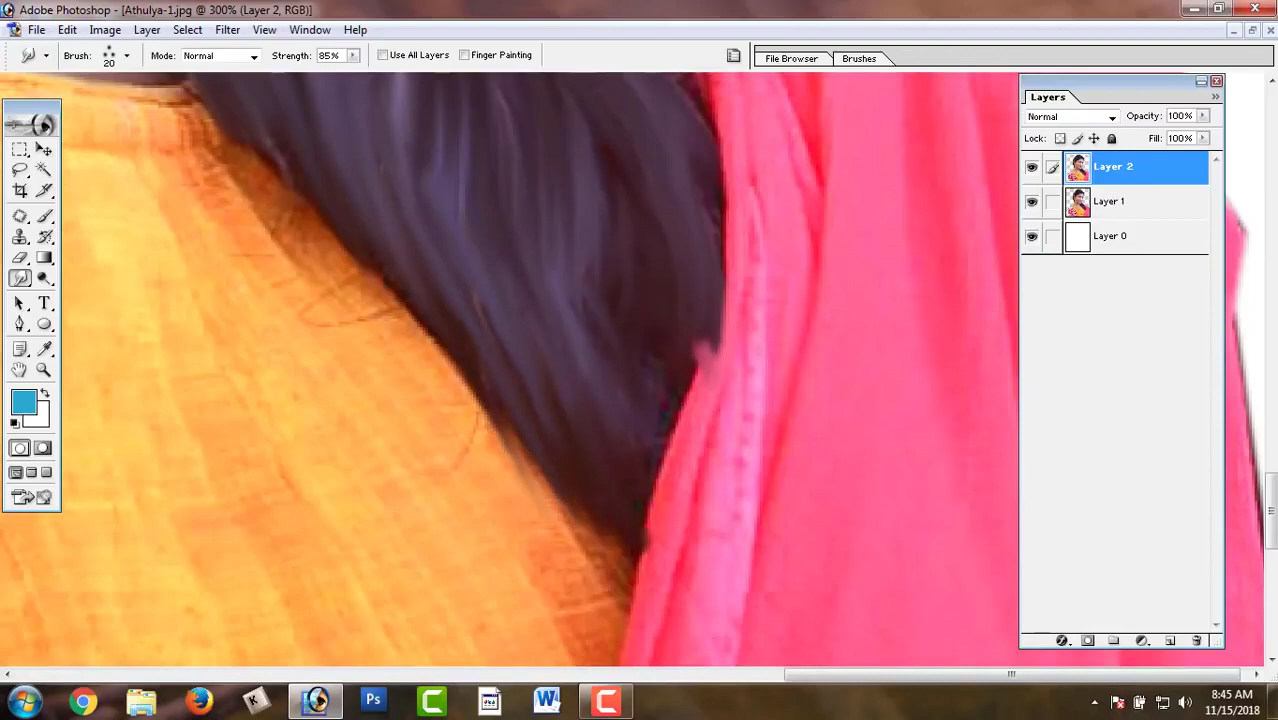 Adobe Photoshop - [Athulya-1.jpg @ 300% (Layer 2, RGB)]
File Edit Image Layer Select Filter View Window Help
Brush: 20 Mode: Normal Strength: 85% Use All Layers Finger Painting File Browser Brushes
Layers
Normal Opacity: 100%
Lock: Fill: 100%
Layer 2
Layer 1
Layer 0
T
K Ps C W C
8:45 AM
11/15/2018